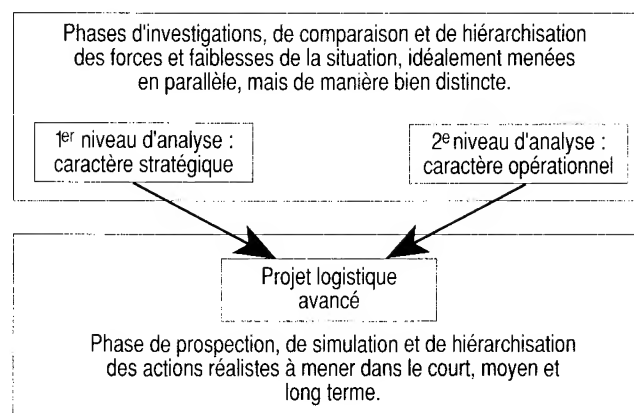 Phases d'investigations, de comparaison et de hiérarchisation
des forces et faiblesses de la situation, idéalement menées
en parallèle, mais de manière bien distincte.
1er niveau d'analyse :
caractère stratégique
2e niveau d'analyse :
caractère opérationnel
Projet logistique
avancé
Phase de prospection, de simulation et de hiérarchisation
des actions réalistes à mener dans le court, moyen et
long terme.